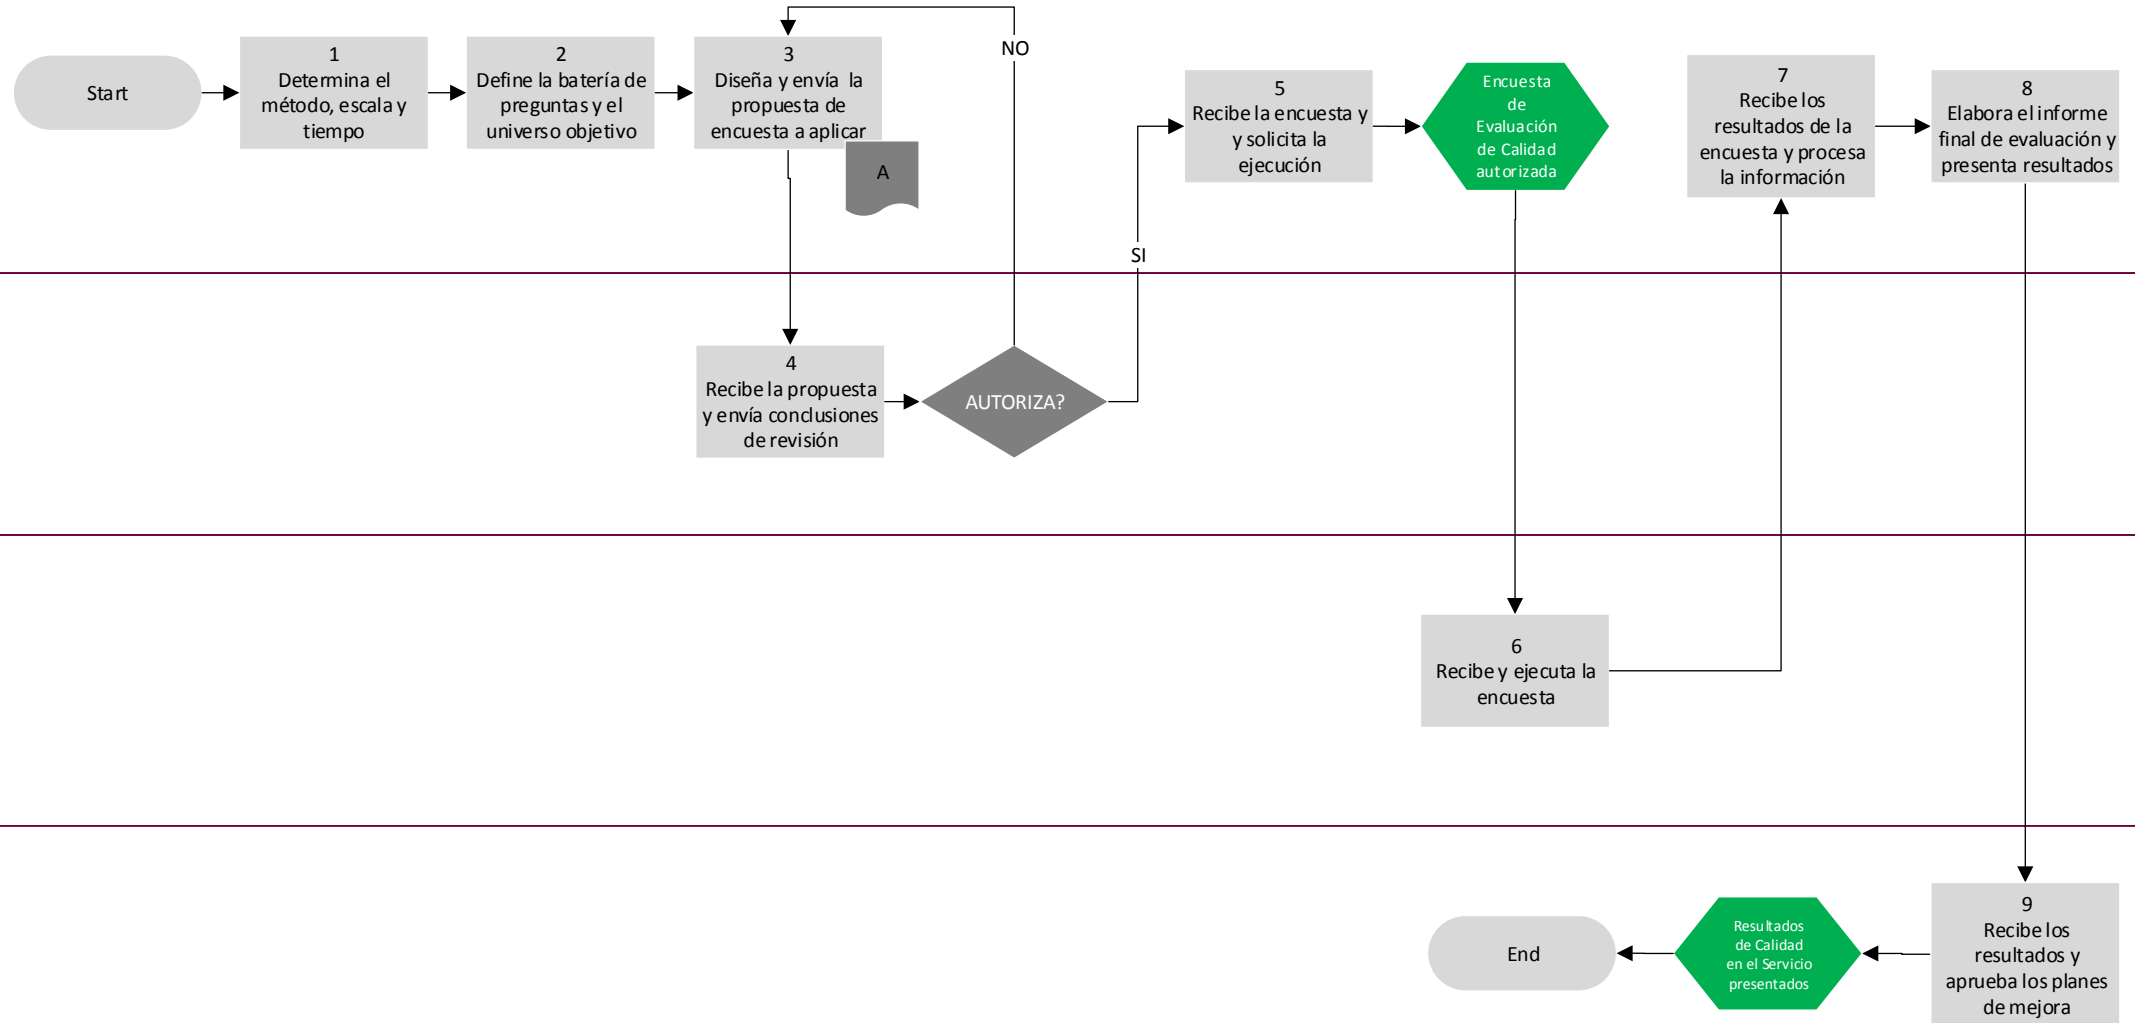 Start
1
Determina el
método, escala y
tiempo
2
Define la batería de
preguntas y el
universo objetivo
3
Diseña y envía la
propuesta de
encuesta a aplicar
A
NO
SI
4
Recibe la propuesta
y envía conclusiones
de revisión
AUTORIZA?
5
Recibe la encuesta y
y solicita la
ejecución
Encuesta
de
Evaluación
de Calidad
autorizada
6
Recibe y ejecuta la
encuesta
7
Recibe los
resultados de la
encuesta y procesa
la información
8
Elabora el informe
final de evaluación y
presenta resultados
9
Recibe los
resultados y
aprueba los planes
de mejora
Resultados
de Calidad
en el Servicio
presentados
End